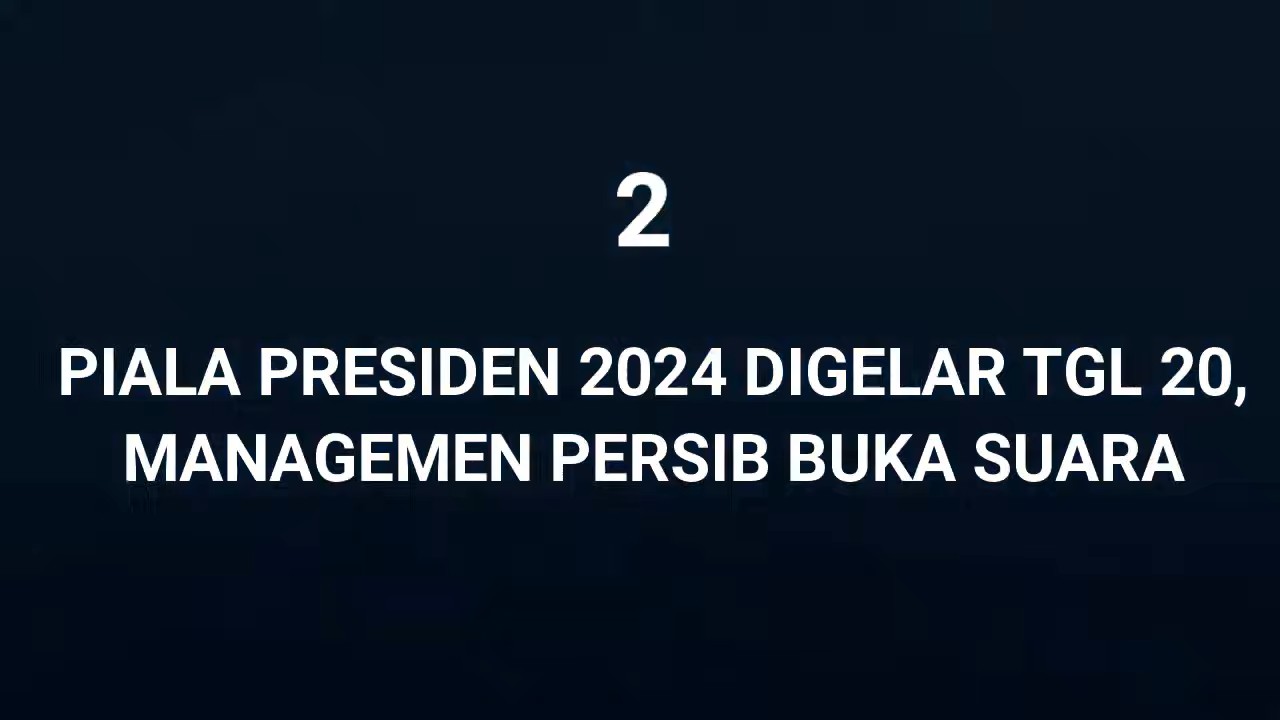 2
PIALA PRESIDEN 2024 DIGELAR TGL 20,
MANAGEMEN PERSIB BUKA SUARA